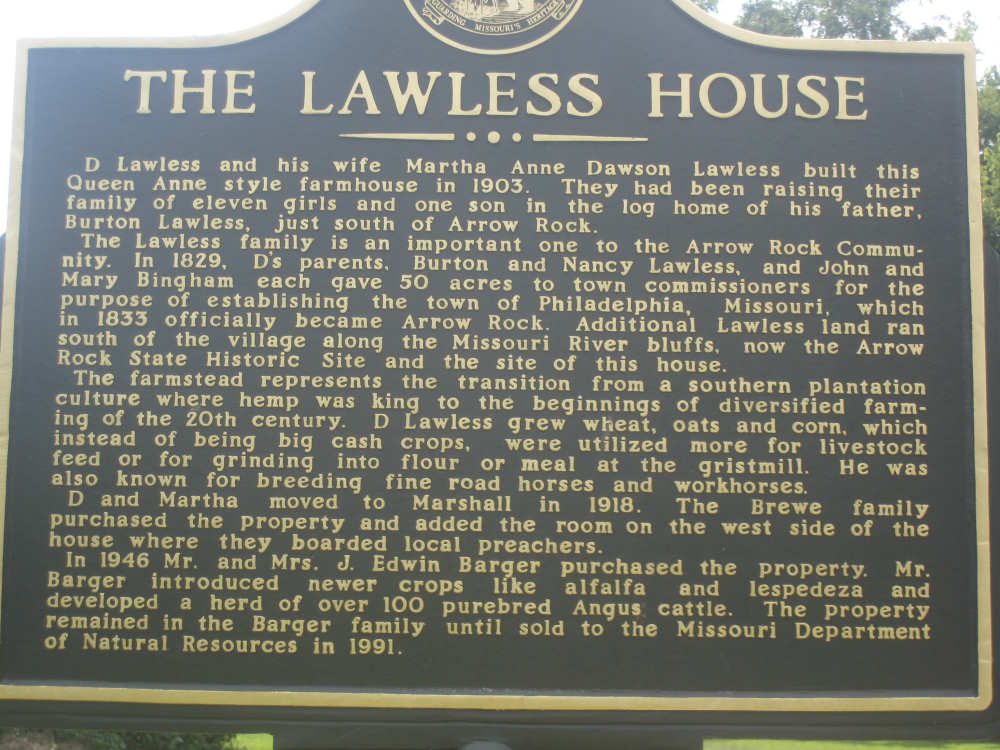 GUARDING MISSOURI'S HERITAGE
THE LAWLESS HOUSE
D Lawless and his wife Martha Anne Dawson Lawless built this
Queen Anne style farmhouse in 1903. They had been raising their
family of eleven girls and one son in the log home of his father,
Burton Lawless, just south of Arrow Rock.
The Lawless family is an important one to the Arrow Rock Commu-
nity. In 1829, D's parents, Burton and Nancy Lawless, and John and
Mary Bingham each gave 50 acres to town commissioners for the
purpose of establishing the town of Philadelphia, Missouri, which
in 1833 officially became Arrow Rock. Additional Lawless land ran
south of the village along the Missouri River bluffs, now the Arrow
Rock State Historic Site and the site of this house.
The farmstead represents the transition from a southern plantation
culture where hemp was king to the beginnings of diversified farm-
ing of the 20th century. D Lawless grew wheat, oats and corn, which
instead of being big cash crops, were utilized more for livestock
feed or for grinding into flour or meal at the gristmill. He was
also known for breeding fine road horses and workhorses.
D and Martha moved to Marshall in 1918. The Brewe family
purchased the property and added the room on the west side of the
house where they boarded local preachers.
In 1946 Mr. and Mrs. J. Edwin Barger purchased the property. Mr.
Barger introduced newer crops like alfalfa and lespedeza and
developed a herd of over 100 purebred Angus cattle. The property
remained in the Barger family until sold to the Missouri Department
of Natural Resources in 1991.